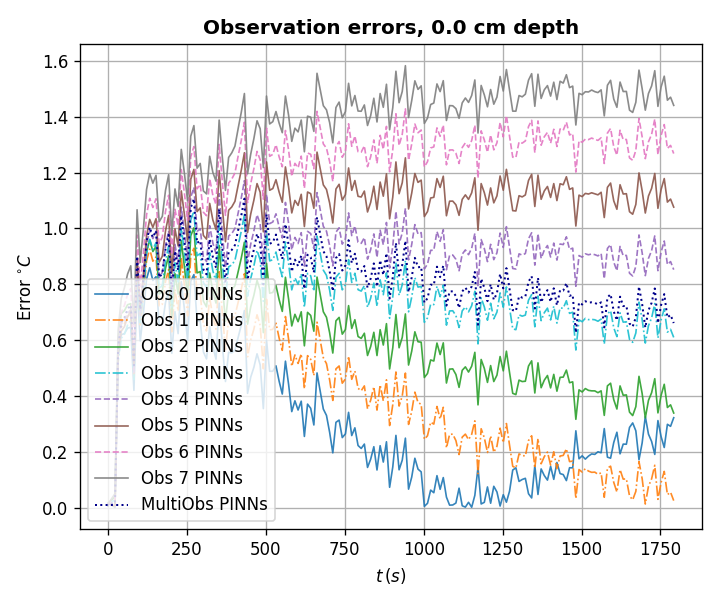 Observation errors, 0.0 cm depth
1.6
1.4
1.2
1.0
0.8
0.6
0.4
0.2
0.0
Error °C
Obs 0 PINNs
Obs 1 PINNs
Obs 2 PINNs
Obs 3 PINNs
Obs 4 PINNs
Obs 5 PINNs
Obs 6 PINNs
Obs 7 PINNs
MultiObs PINNs
0 250 500 750 1000 1250 1500 1750
t (s)